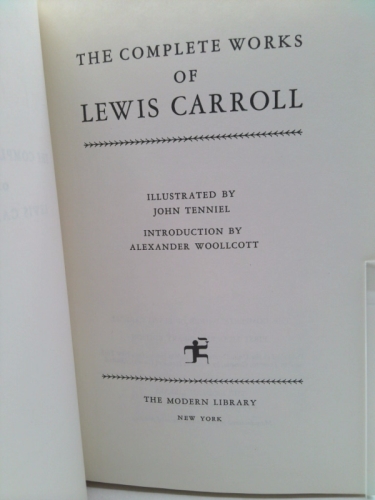 THE COMPLETE WORKS
OF
LEWIS CARROLL
ILLUSTRATED BY
JOHN TENNIEL
INTRODUCTION BY
ALEXANDER WOOLLCOTT
THE MODERN LIBRARY
NEW YORK